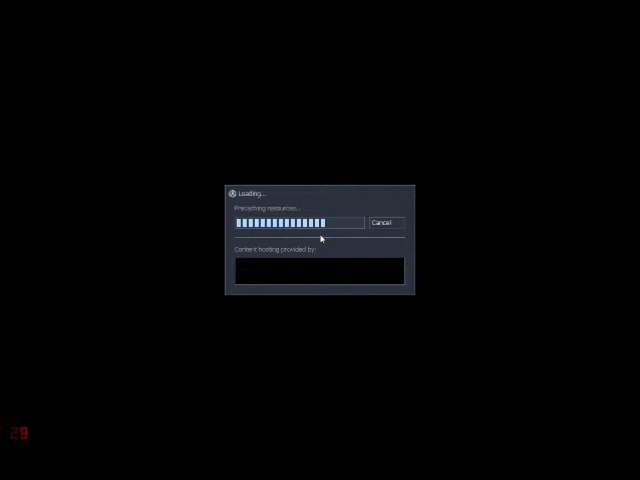 Loading...
Precaching resources...
Cancel
Content hosting provided by:
29